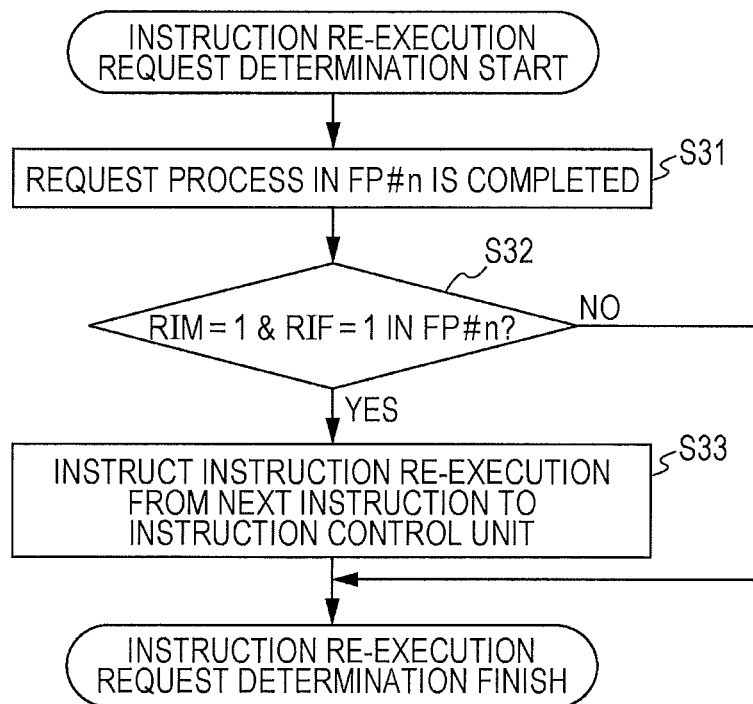 INSTRUCTION RE-EXECUTION
REQUEST DETERMINATION START
REQUEST PROCESS IN FP#n IS COMPLETED
S31
S32
RIM=1 & RIF=1 IN FP#n?
NO
YES
INSTRUCT INSTRUCTION RE-EXECUTION
FROM NEXT INSTRUCTION TO
INSTRUCTION CONTROL UNIT
S33
INSTRUCTION RE-EXECUTION
REQUEST DETERMINATION FINISH